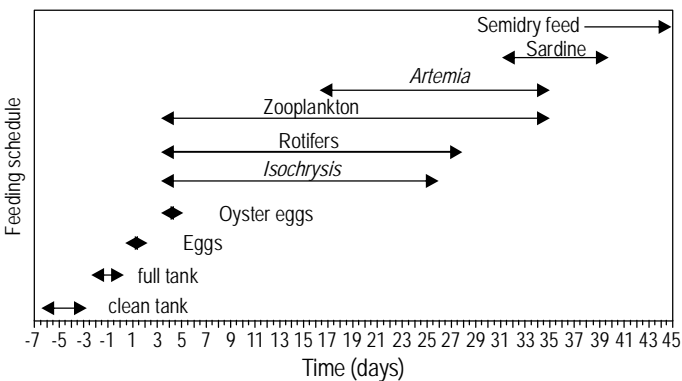 Semidry feed
Sardine
Artemia
Zooplankton
Rotifers
Isochrysis
Oyster eggs
Eggs
full tank
clean tank
Feeding schedule
-7 -5 -3 -1 1 3 5 7 9 11 13 15 17 19 21 23 25 27 29 31 33 35 37 39 41 43 45
Time (days)